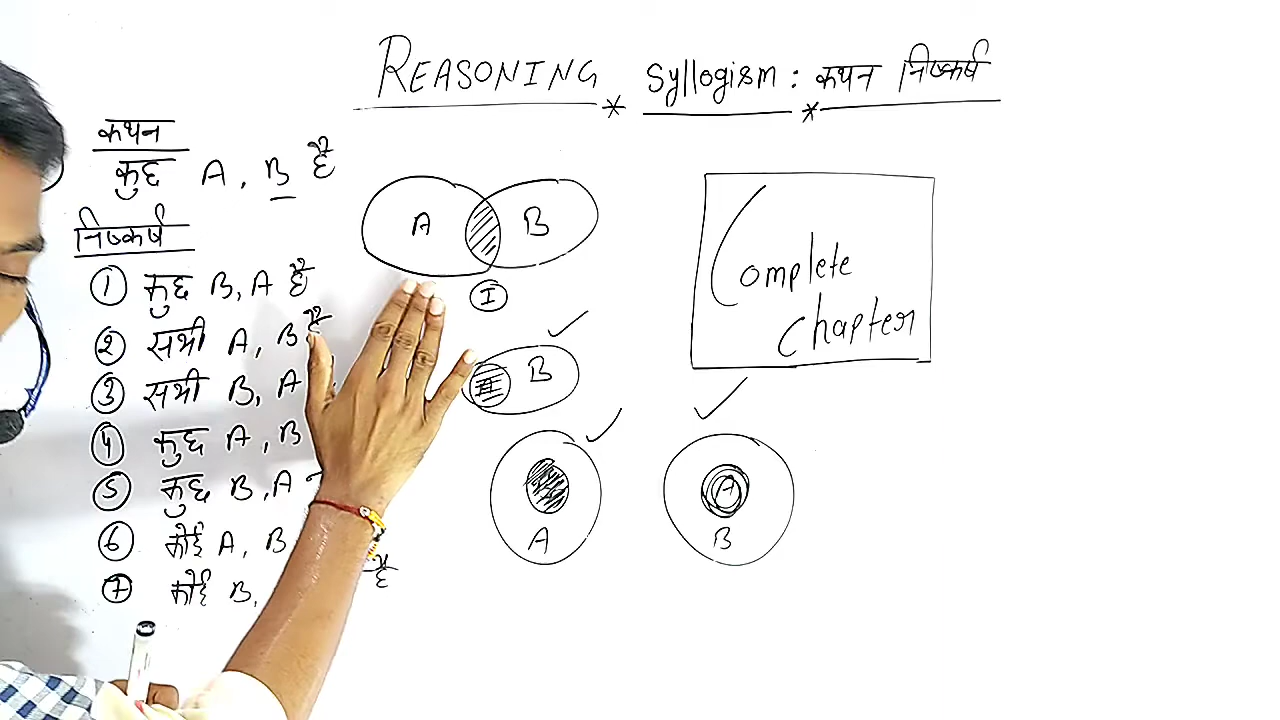 REASONING * Syllogism : * कथन निष्कर्ष
कथन
कुछ A, B है
निष्कर्ष
① कुछ B, A है
② सभी A, B है
③ सभी B, A
④ कुछ A, B
⑤ कुछ B, A
⑥ कोई A, B
⑦ कोई B, है
A B
I
B
A
A
B
Complete
Chapter